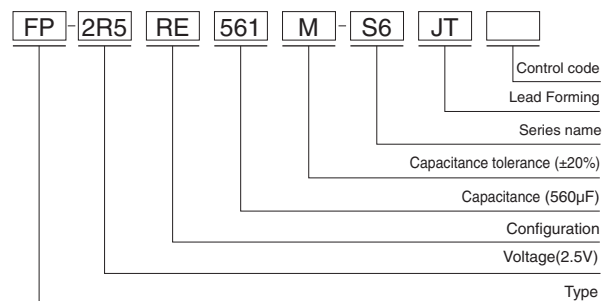 FP-2R5 RE 561 M-S6 JT
Control code
Lead Forming
Series name
Capacitance tolerance (±20%)
Capacitance (560µF)
Configuration
Voltage(2.5V)
Type